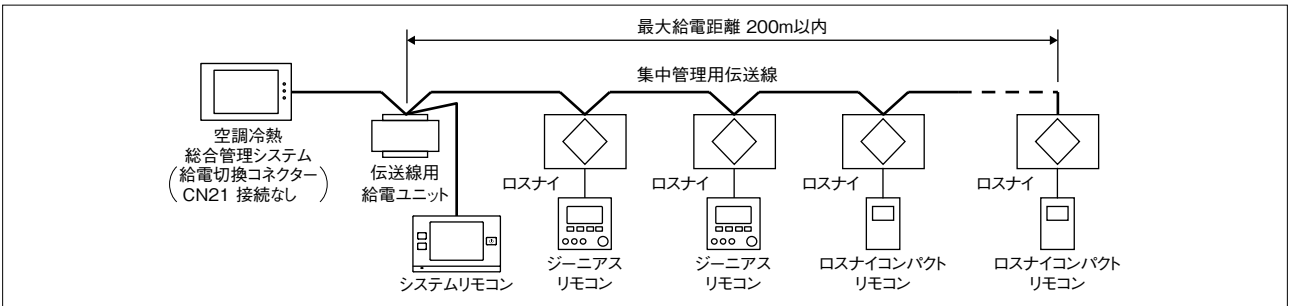 最大給電距離 200m以内
集中管理用伝送線
空調冷熱
総合管理システム
(給電切換コネクター
CN21 接続なし)
伝送線用
給電ユニット
システムリモコン
ロスナイ
ロスナイ
ロスナイ
ロスナイ
ジーニアス
リモコン
ジーニアス
リモコン
ロスナイコンパクト
リモコン
ロスナイコンパクト
リモコン